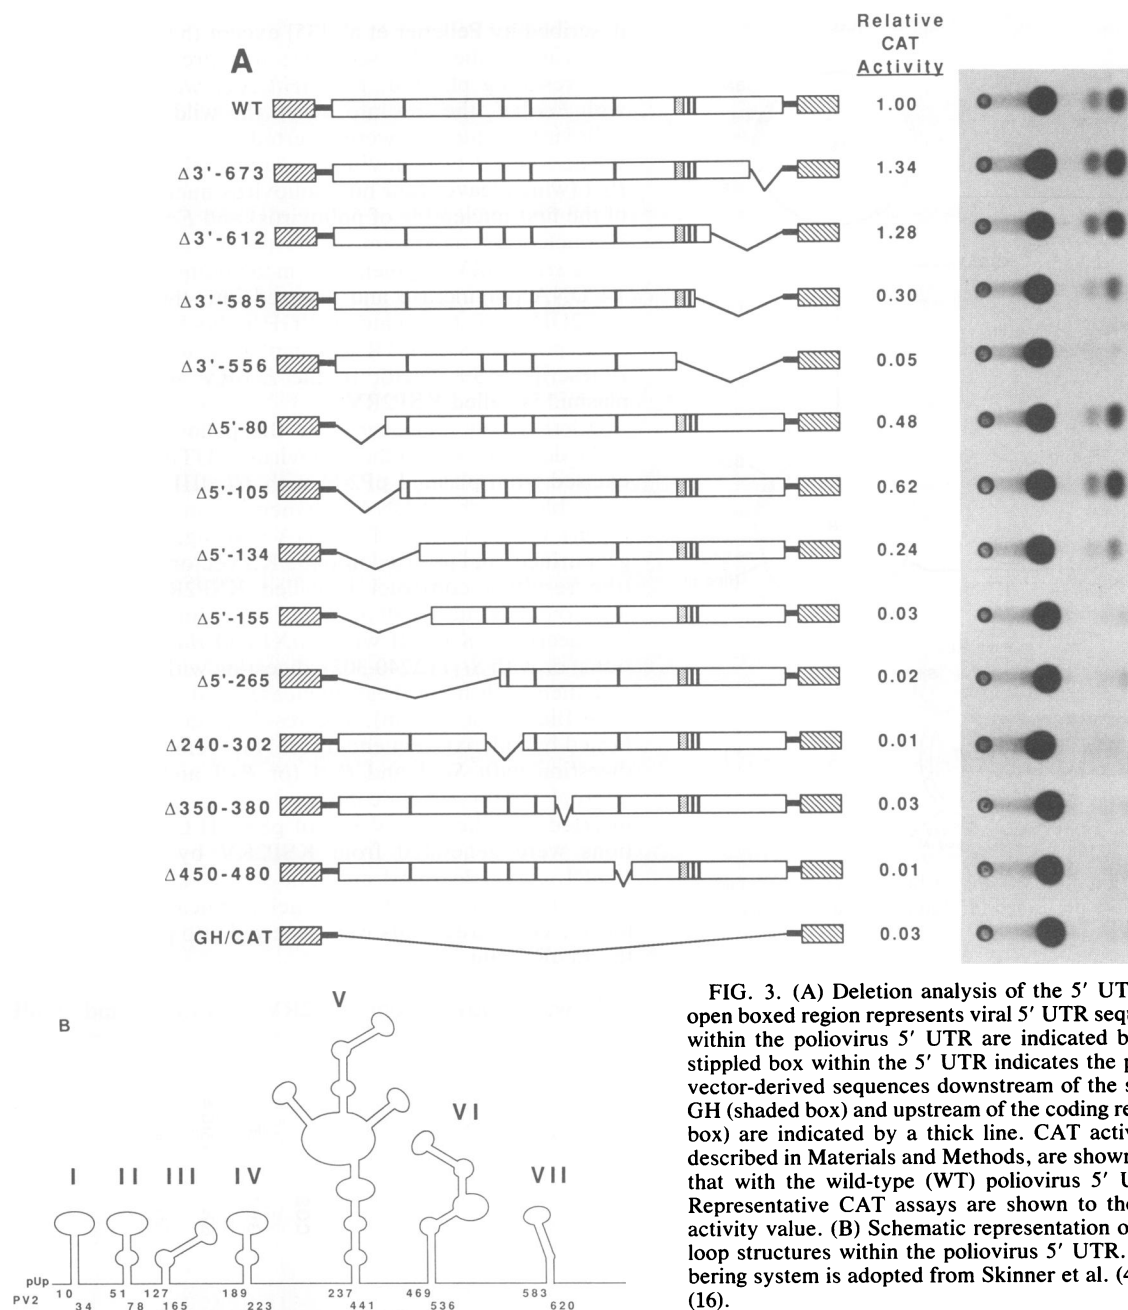 Relative
CAT
Activity
A
WT 1.00
Δ3'-673 1.34
Δ3'-612 1.28
Δ3'-585 0.30
Δ3'-556 0.05
Δ5'-80 0.48
Δ5'-105 0.62
Δ5'-134 0.24
Δ5'-155 0.03
Δ5'-265 0.02
Δ240-302 0.01
Δ350-380 0.03
Δ450-480 0.01
GH/CAT 0.03
B
I II III IV V VI VII
pUp
PV2
10 51 127 189 237 469 583
34 78 165 223 441 536 620
FIG. 3. (A) Deletion analysis of the 5′ UT
open boxed region represents viral 5′ UTR sequ
within the poliovirus 5′ UTR are indicated b
stippled box within the 5′ UTR indicates the p
vector-derived sequences downstream of the s
GH (shaded box) and upstream of the coding re
box) are indicated by a thick line. CAT activ
described in Materials and Methods, are shown
that with the wild-type (WT) poliovirus 5′ U
Representative CAT assays are shown to the
activity value. (B) Schematic representation o
loop structures within the poliovirus 5′ UTR.
bering system is adopted from Skinner et al. (4
(16).